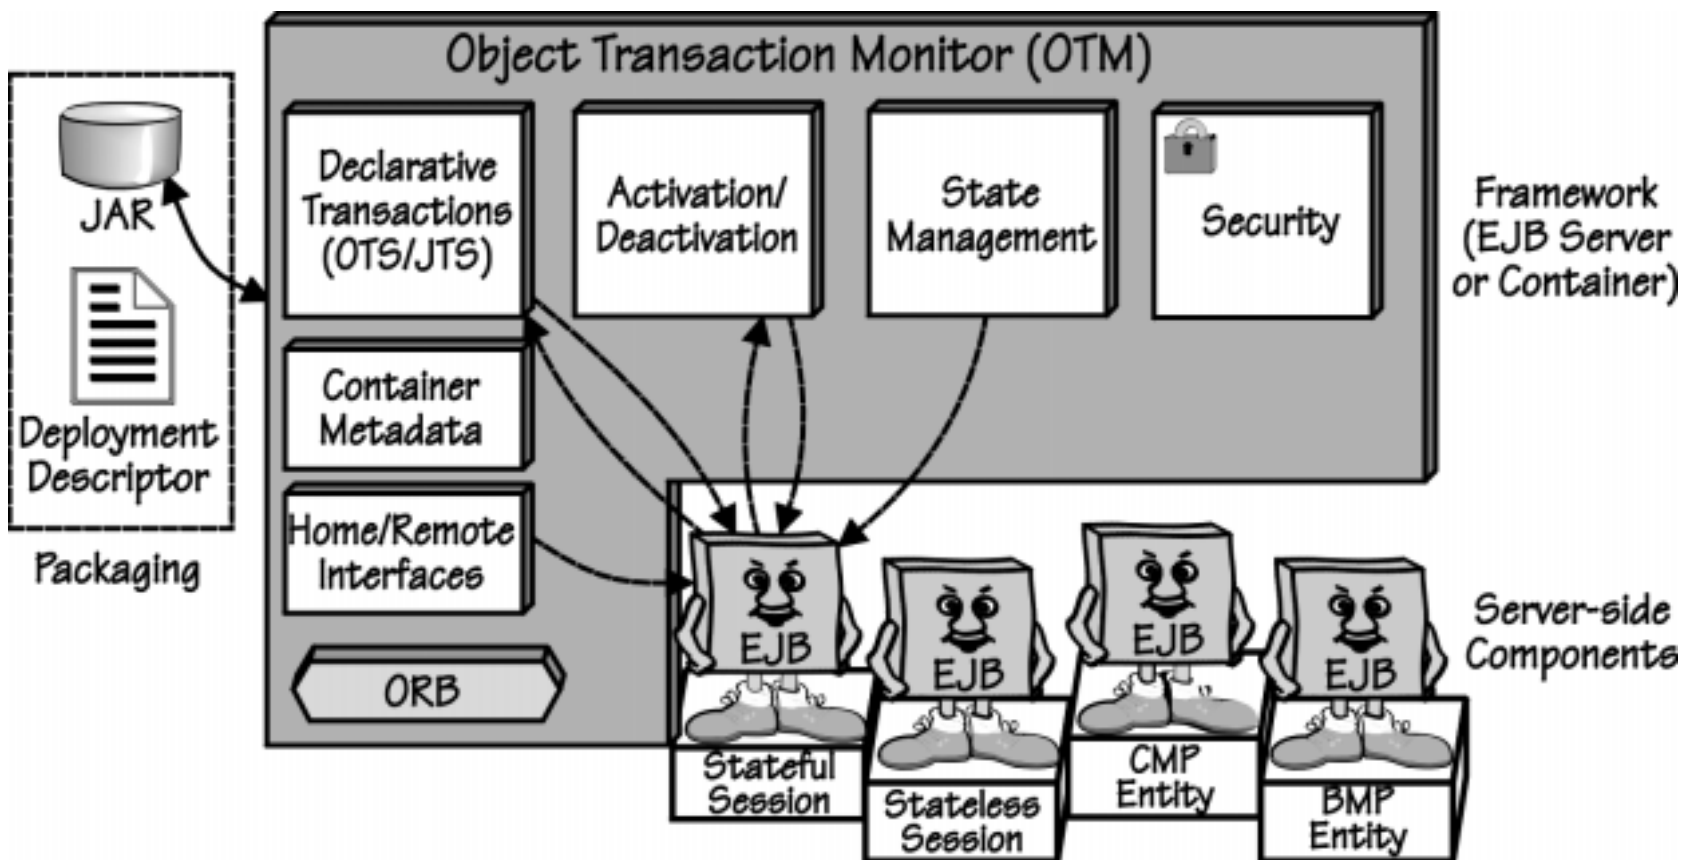 Object Transaction Monitor (OTM)
JAR
Deployment
Descriptor
Packaging
Declarative
Transactions
(OTS/JTS)
Activation/
Deactivation
State
Management
Security
Framework
(EJB Server
or Container)
Container
Metadata
Home/Remote
Interfaces
ORB
EJB
EJB
EJB
EJB
Stateful
Session
Stateless
Session
CMP
Entity
BMP
Entity
Server-side
Components